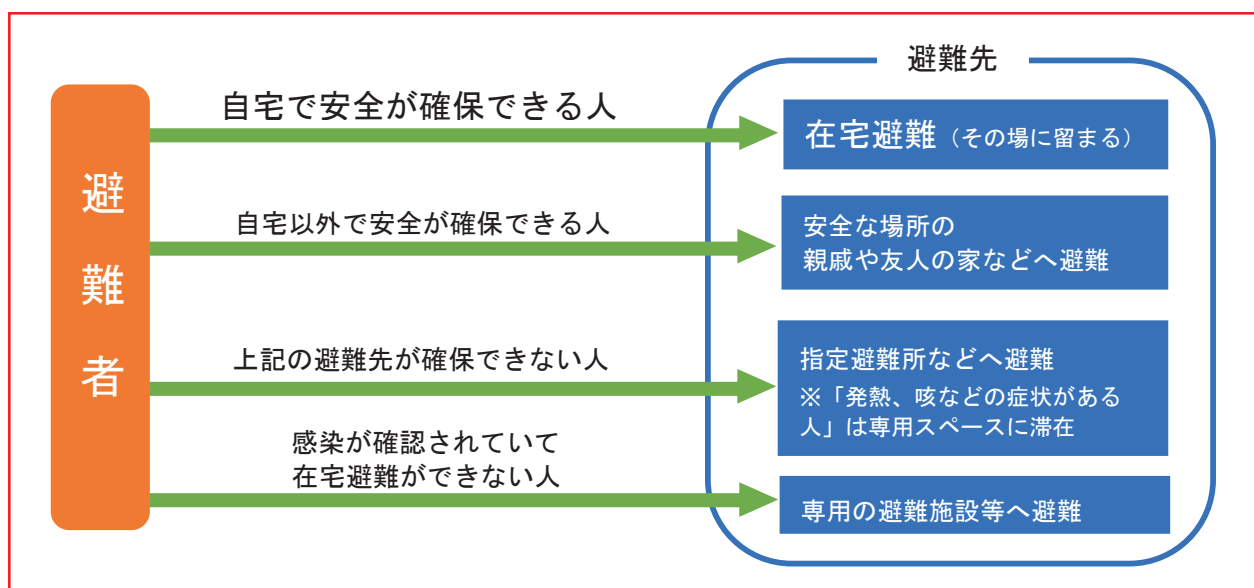 避難先
避難者
自宅で安全が確保できる人
在宅避難（その場に留まる）
自宅以外で安全が確保できる人
安全な場所の
親戚や友人の家などへ避難
上記の避難先が確保できない人
指定避難所などへ避難
※「発熱、咳などの症状がある
人」は専用スペースに滞在
感染が確認されていて
在宅避難ができない人
専用の避難施設等へ避難